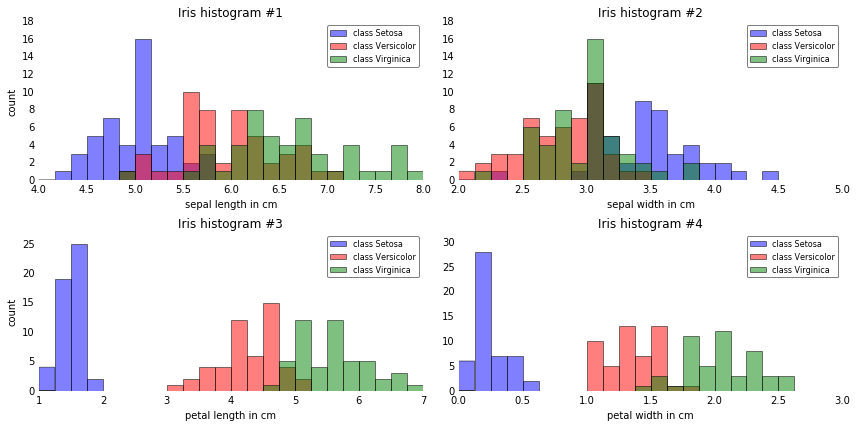 Iris histogram #1
18
16
14
12
10
8
6
4
2
0
count
class Setosa
class Versicolor
class Virginica
4.0 4.5 5.0 5.5 6.0 6.5 7.0 7.5 8.0
sepal length in cm
Iris histogram #2
18
16
14
12
10
8
6
4
2
0
class Setosa
class Versicolor
class Virginica
2.0 2.5 3.0 3.5 4.0 4.5 5.0
sepal width in cm
Iris histogram #3
25
20
15
10
5
0
count
class Setosa
class Versicolor
class Virginica
1 2 3 4 5 6 7
petal length in cm
Iris histogram #4
30
25
20
15
10
5
0
class Setosa
class Versicolor
class Virginica
0.0 0.5 1.0 1.5 2.0 2.5 3.0
petal width in cm